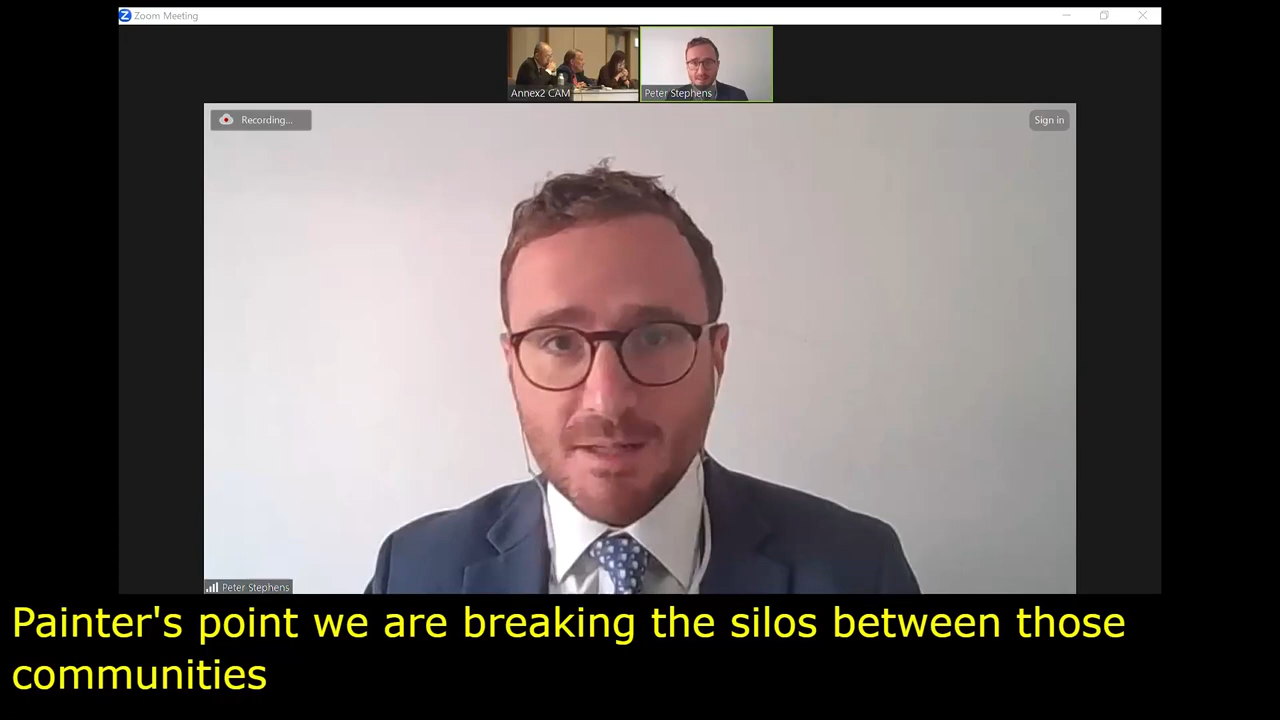 Zoom Meeting
Annex2 CAM
Peter Stephens
Recording...
Sign in
Peter Stephens
Painter's point we are breaking the silos between those
communities